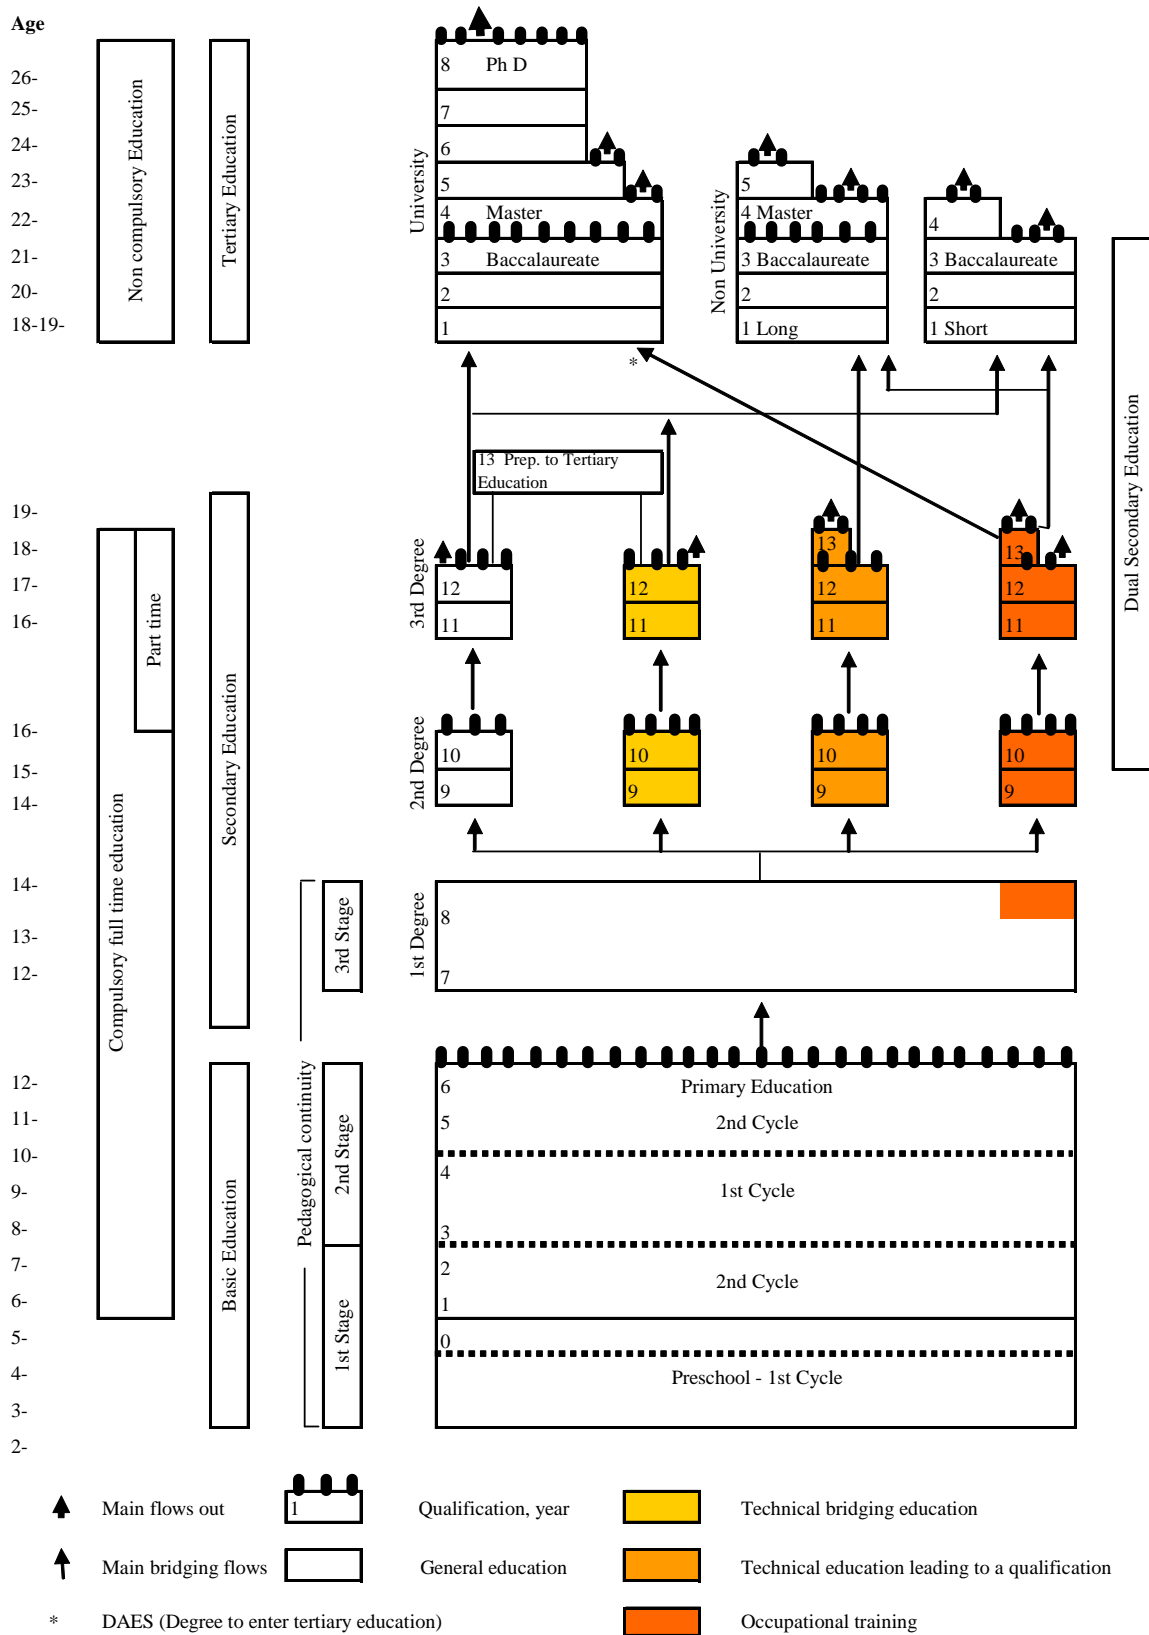 Age
26-
25-
24-
23-
22-
21-
20-
18-19-
19-
18-
17-
16-
16-
15-
14-
14-
13-
12-
12-
11-
10-
9-
8-
7-
6-
5-
4-
3-
2-
Non compulsory Education
Tertiary Education
Compulsory full time education
Part time
Secondary Education
Basic Education
Pedagogical continuity
3rd Stage
2nd Stage
1st Stage
University
8 Ph D
7
6
5
4 Master
3 Baccalaureate
2
1
Non University
5
4 Master
3 Baccalaureate
2
1 Long
4
3 Baccalaureate
2
1 Short
*
Dual Secondary Education
13 Prep. to Tertiary
Education
3rd Degree
12
11
12
11
13
12
11
13
12
11
2nd Degree
10
9
10
9
10
9
10
9
1st Degree
8
7
6 Primary Education
5 2nd Cycle
4
1st Cycle
3
2 2nd Cycle
1
0
Preschool - 1st Cycle
Main flows out
1 Qualification, year
Technical bridging education
Main bridging flows
General education
Technical education leading to a qualification
* DAES (Degree to enter tertiary education)
Occupational training